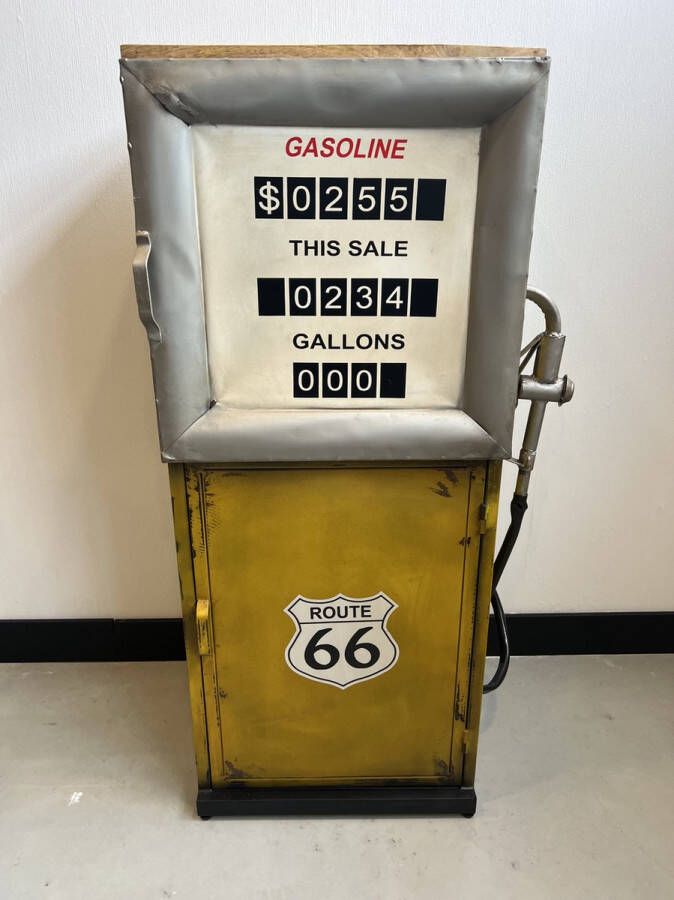 GASOLINE
$0255
THIS SALE
0234
GALLONS
000
ROUTE
66